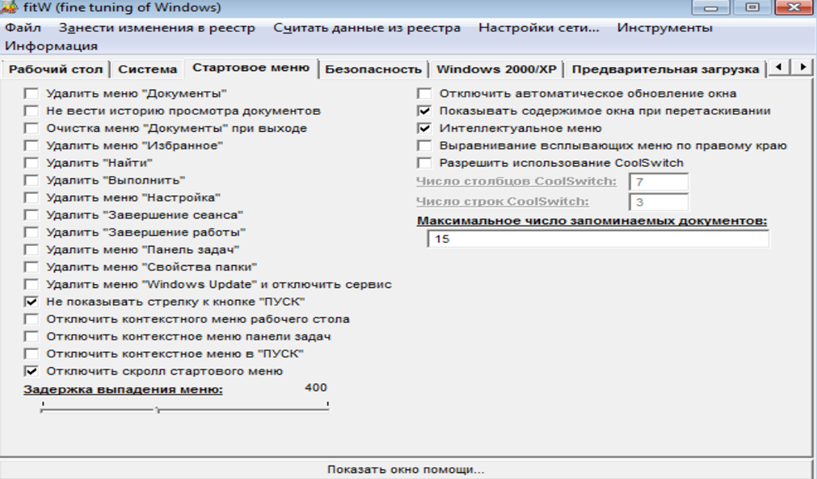 fitW (fine tuning of Windows)
Файл Занести изменения в реестр Считать данные из реестра Настройки сети... Инструменты
Информация
Рабочий стол Система Стартовое меню Безопасность Windows 2000/XP Предварительная загрузка
Удалить меню "Документы"
Не вести историю просмотра документов
Очистка меню "Документы" при выходе
Удалить меню "Избранное"
Удалить "Найти"
Удалить "Выполнить"
Удалить меню "Настройка"
Удалить "Завершение сеанса"
Удалить "Завершение работы"
Удалить меню "Панель задач"
Удалить меню "Свойства папки"
Удалить меню "Windows Update" и отключить сервис
Не показывать стрелку к кнопке "ПУСК"
Отключить контекстного меню рабочего стола
Отключить контекстное меню панели задач
Отключить контекстное меню в "ПУСК"
Отключить скролл стартового меню
Задержка выпадения меню: 400
Отключить автоматическое обновление окна
Показывать содержимое окна при перетаскивании
Интеллектуальное меню
Выравнивание всплывающих меню по правому краю
Разрешить использование CoolSwitch
Число столбцов CoolSwitch: 7
Число строк CoolSwitch: 3
Максимальное число запоминаемых документов:
15
Показать окно помощи...